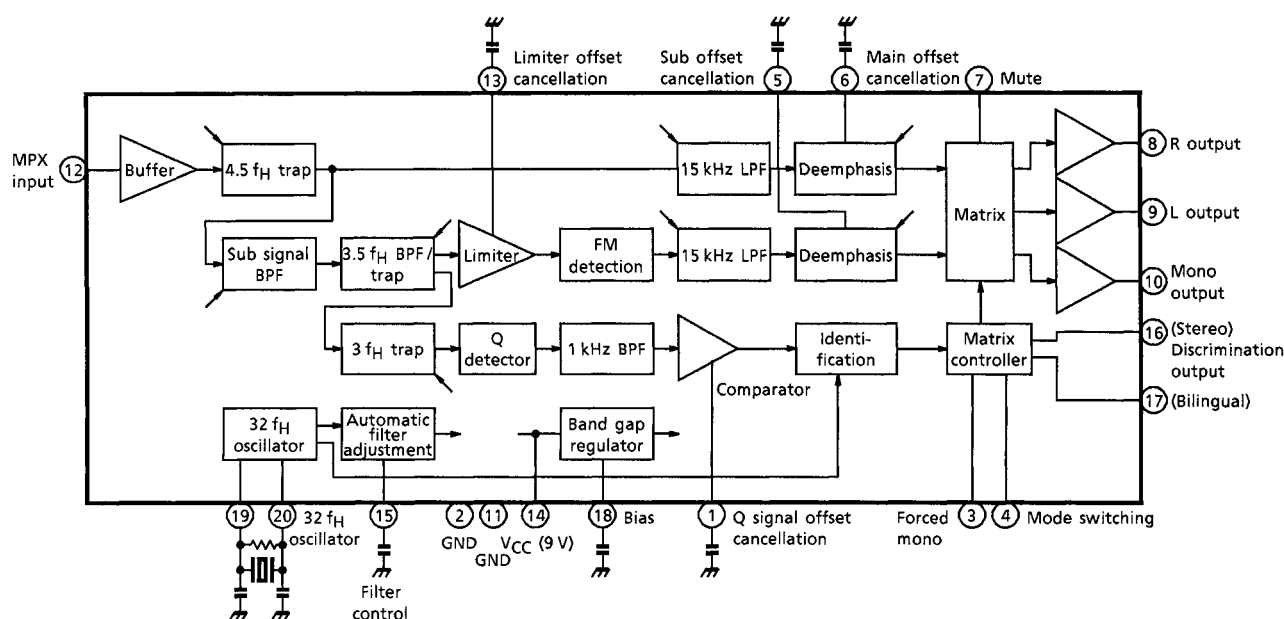 13
Limiter offset
cancellation
Sub offset
cancellation
5
6
Main offset
cancellation
7
Mute
MPX
input
12
Buffer
4.5 fH trap
15 kHz LPF
Deemphasis
Matrix
8
R output
9
L output
10
Mono
output
Sub signal
BPF
3.5 fH BPF/
trap
Limiter
FM
detection
15 kHz LPF
Deemphasis
3 fH trap
Q
detector
1 kHz BPF
Comparator
Identi-
fication
Matrix
controller
16
(Stereo)
Discrimination
output
17
(Bilingual)
32 fH
oscillator
Automatic
filter
adjustment
Band gap
regulator
19
20
32 fH
oscillator
15
Filter
control
2
GND
11
GND
14
VCC (9 V)
18
Bias
1
Q signal offset
cancellation
Forced
mono
3
4
Mode switching